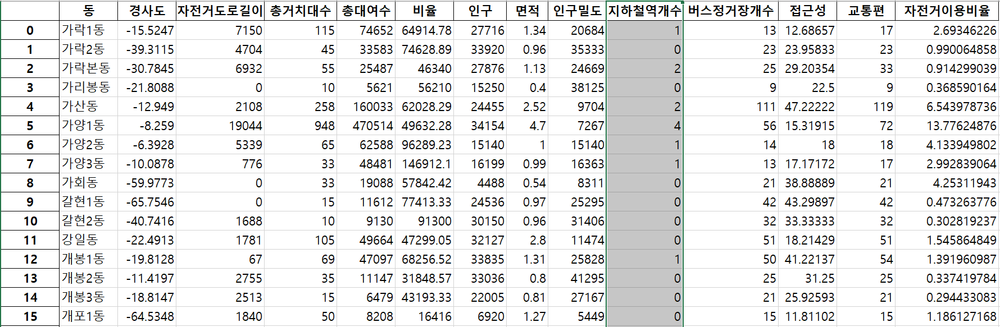 동 경사도 자전거도로길이 총거치대수 총대여수 비율 인구 면적 인구밀도 지하철역개수 버스정거장개수 접근성 교통편 자전거이용비율
0 가락1동 -15.5247 7150 115 74652 64914.78 27716 1.34 20684 1 13 12.68657 17 2.69346226
1 가락2동 -39.3115 4704 45 33583 74628.89 33920 0.96 35333 0 23 23.95833 23 0.990064858
2 가락본동 -30.7845 6932 55 25487 46340 27876 1.13 24669 2 25 29.20354 33 0.914299039
3 가리봉동 -21.8088 0 10 5621 56210 15250 0.4 38125 0 9 22.5 9 0.368590164
4 가산동 -12.949 2108 258 160033 62028.29 24455 2.52 9704 2 111 47.22222 119 6.543978736
5 가양1동 -8.259 19044 948 470514 49632.28 34154 4.7 7267 4 56 15.31915 72 13.77624876
6 가양2동 -6.3928 5339 65 62588 96289.23 15140 1 15140 1 14 18 18 4.133949802
7 가양3동 -10.0878 776 33 48481 146912.1 16199 0.99 16363 1 13 17.17172 17 2.992839064
8 가회동 -59.9773 0 33 19088 57842.42 4488 0.54 8311 0 21 38.88889 21 4.25311943
9 갈현1동 -65.7546 0 15 11612 77413.33 24536 0.97 25295 0 42 43.29897 42 0.473263776
10 갈현2동 -40.7416 1688 10 9130 91300 30150 0.96 31406 0 32 33.33333 32 0.302819237
11 강일동 -22.4913 1781 105 49664 47299.05 32127 2.8 11474 0 51 18.21429 51 1.545864849
12 개봉1동 -19.8128 67 69 47097 68256.52 33835 1.31 25828 1 50 41.22137 54 1.391960987
13 개봉2동 -11.4197 2755 35 11147 31848.57 33036 0.8 41295 0 25 31.25 25 0.337419784
14 개봉3동 -18.8147 2513 15 6479 43193.33 22005 0.81 27167 0 21 25.92593 21 0.294433083
15 개포1동 -64.5348 1840 50 8208 16416 6920 1.27 5449 0 15 11.81102 15 1.186127168